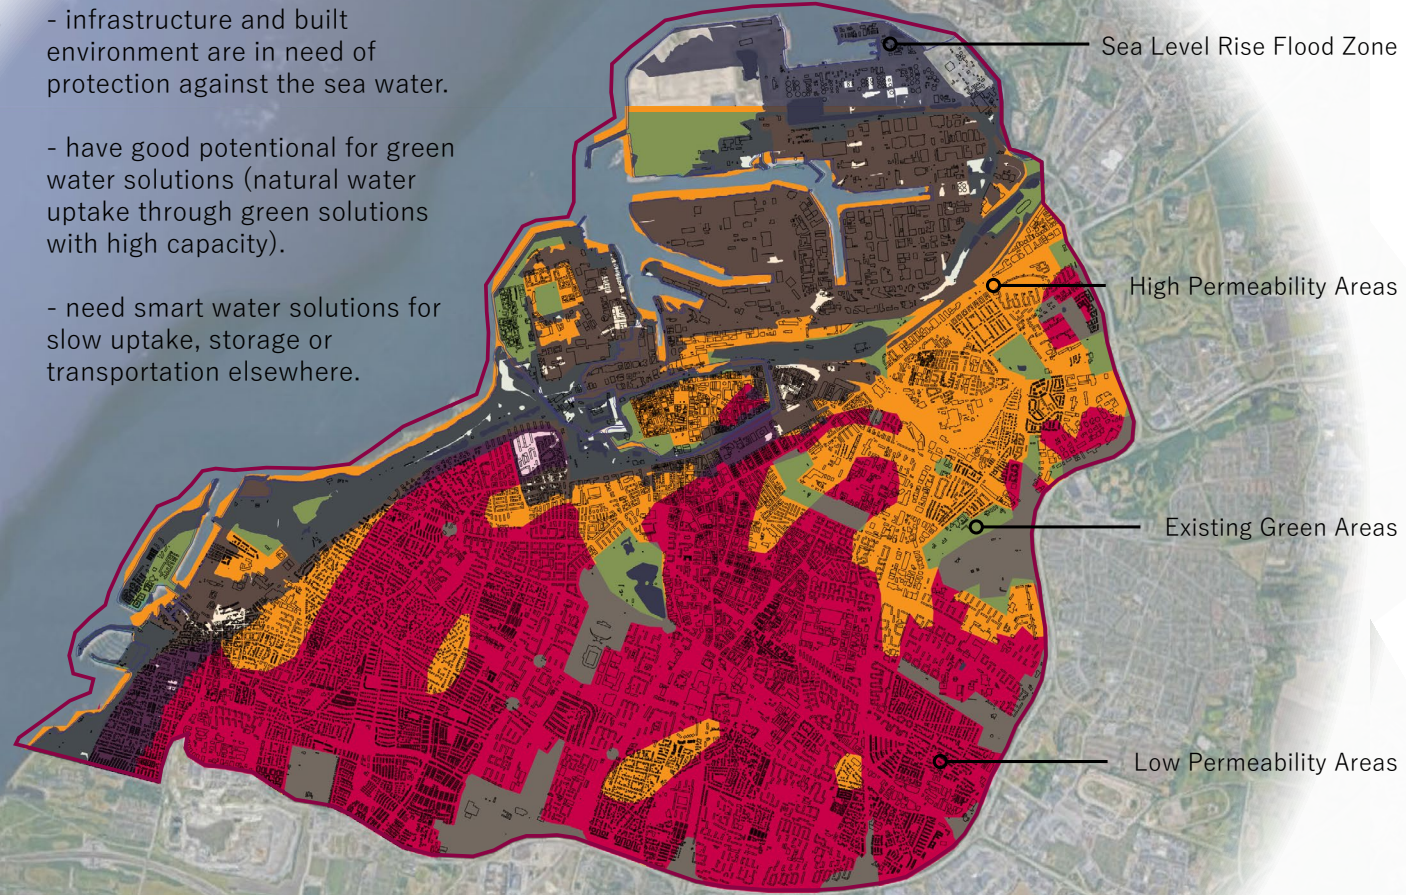 - infrastructure and built
environment are in need of
protection against the sea water.
- have good potentional for green
water solutions (natural water
uptake through green solutions
with high capacity).
- need smart water solutions for
slow uptake, storage or
transportation elsewhere.
Sea Level Rise Flood Zone
High Permeability Areas
Existing Green Areas
Low Permeability Areas